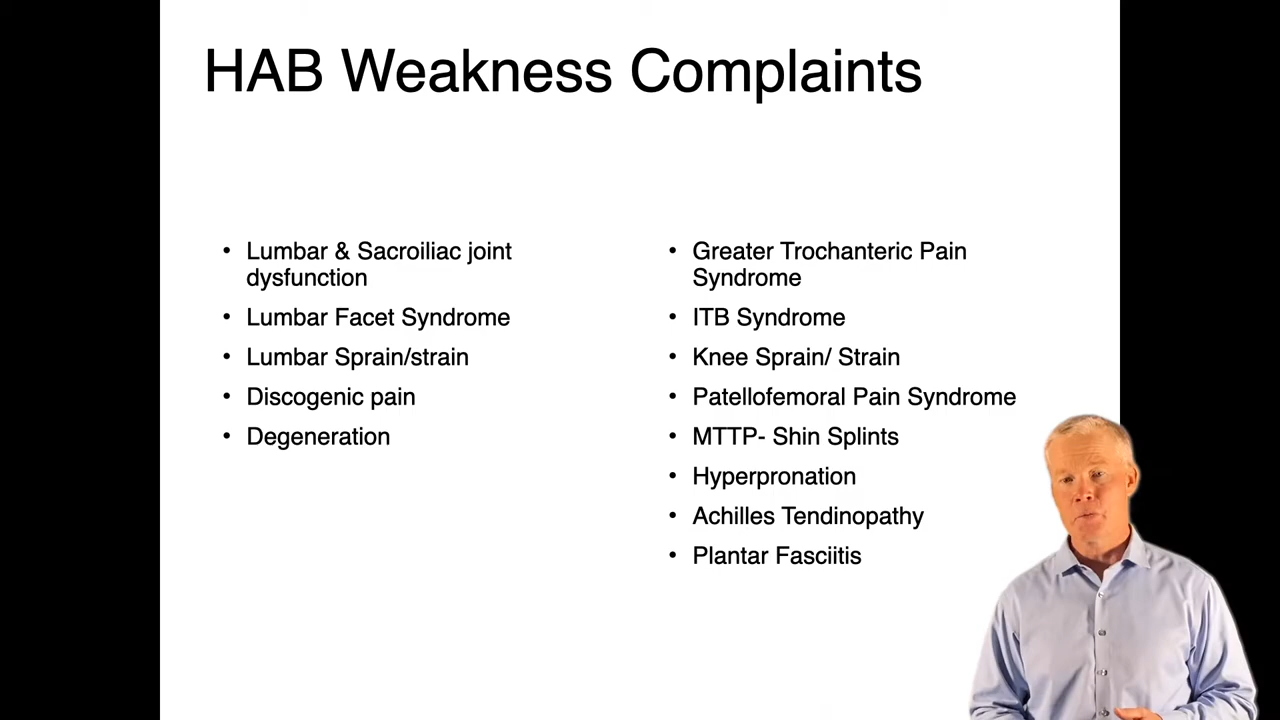 HAB Weakness Complaints
• Lumbar & Sacroiliac joint
dysfunction
• Lumbar Facet Syndrome
• Lumbar Sprain/strain
• Discogenic pain
• Degeneration
• Greater Trochanteric Pain
Syndrome
• ITB Syndrome
• Knee Sprain/ Strain
• Patellofemoral Pain Syndrome
• MTTP- Shin Splints
• Hyperpronation
• Achilles Tendinopathy
• Plantar Fasciitis